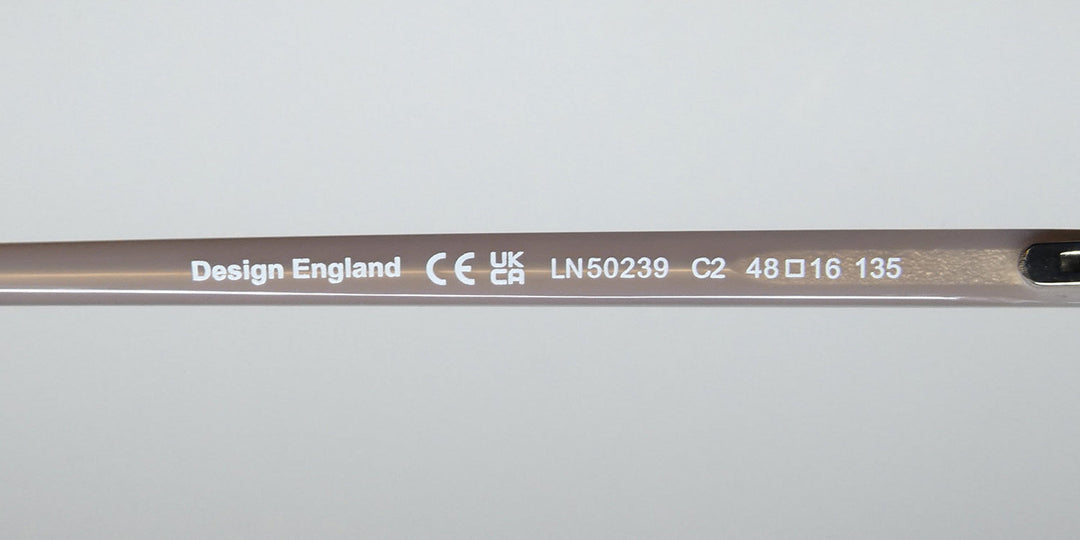 Design England CE UKCA LN50239 C2 48□16 135